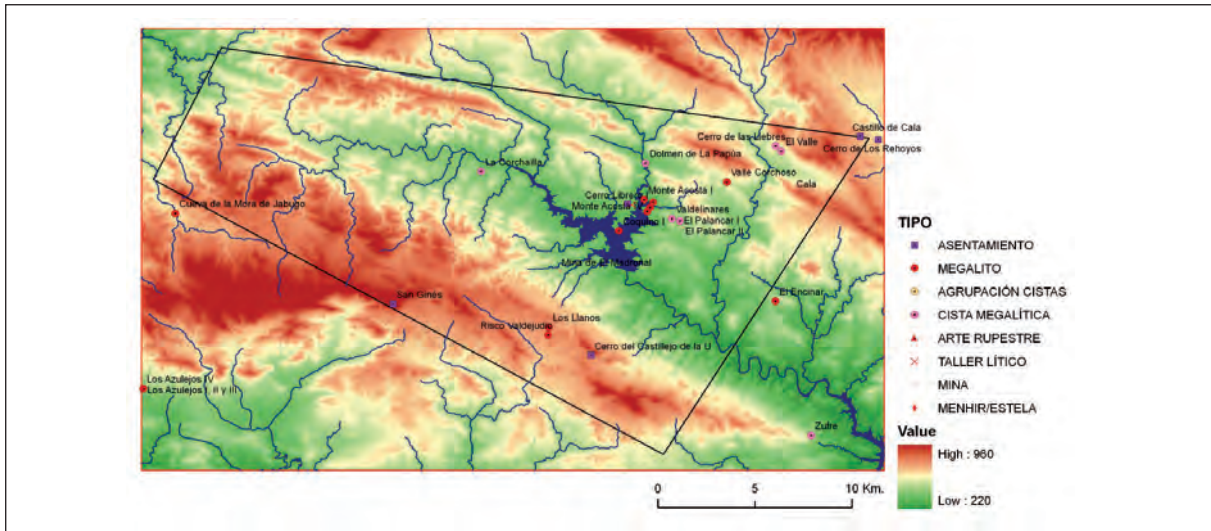 Castillo de Cala
Cerro de las Liebres
El Valle
Cerro de Los Rehoyos
Dolmen de La Papúa
La Corchailla
Valle Corchoso
Cala
Cerro Librero
Monte Acosta I
Cueva de la Mora de Jabugo
Monte Acosta
Valdelinares
El Palancar I
El Palancar II
Mina de la Madronal
El Encinar
San Ginés
Los Llanos
Risco Valdejudio
Cerro del Castillejo de la U
Los Azulejos IV
Los Azulejos I, II y III
Zufre
TIPO
ASENTAMIENTO
MEGALITO
AGRUPACIÓN CISTAS
CISTA MEGALÍTICA
ARTE RUPESTRE
TALLER LÍTICO
MINA
MENHIR/ESTELA
Value
High : 960
Low : 220
0 5 10 Km.